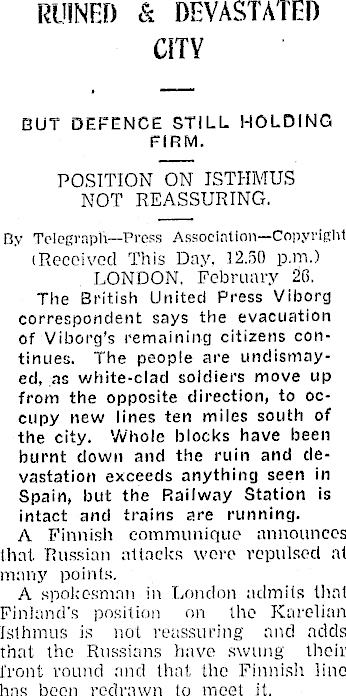 RUINED & DEVASTATED
CITY
BUT DEFENCE STILL HOLDING
FIRM.
POSITION ON ISTHMUS
NOT REASSURING.
By Telegraph—Press Association—Copyright
(Received This Day, 12.50 p.m.)
LONDON, February 26.
The British United Press Viborg
correspondent says the evacuation
of Viborg's remaining citizens con-
tinues. The people are undismay-
ed, as white-clad soldiers move up
from the opposite direction, to oc-
cupy new lines ten miles south of
the city. Whole blocks have been
burnt down and the ruin and de-
vastation exceeds anything seen in
Spain, but the Railway Station is
intact and trains are running.
A Finnish communique announces
that Russian attacks were repulsed at
many points.
A spokesman in London admits that
Finland's position on the Karelian
Isthmus is not reassuring and adds
that the Russians have swung their
front round and that the Finnish line
has been redrawn to meet it.